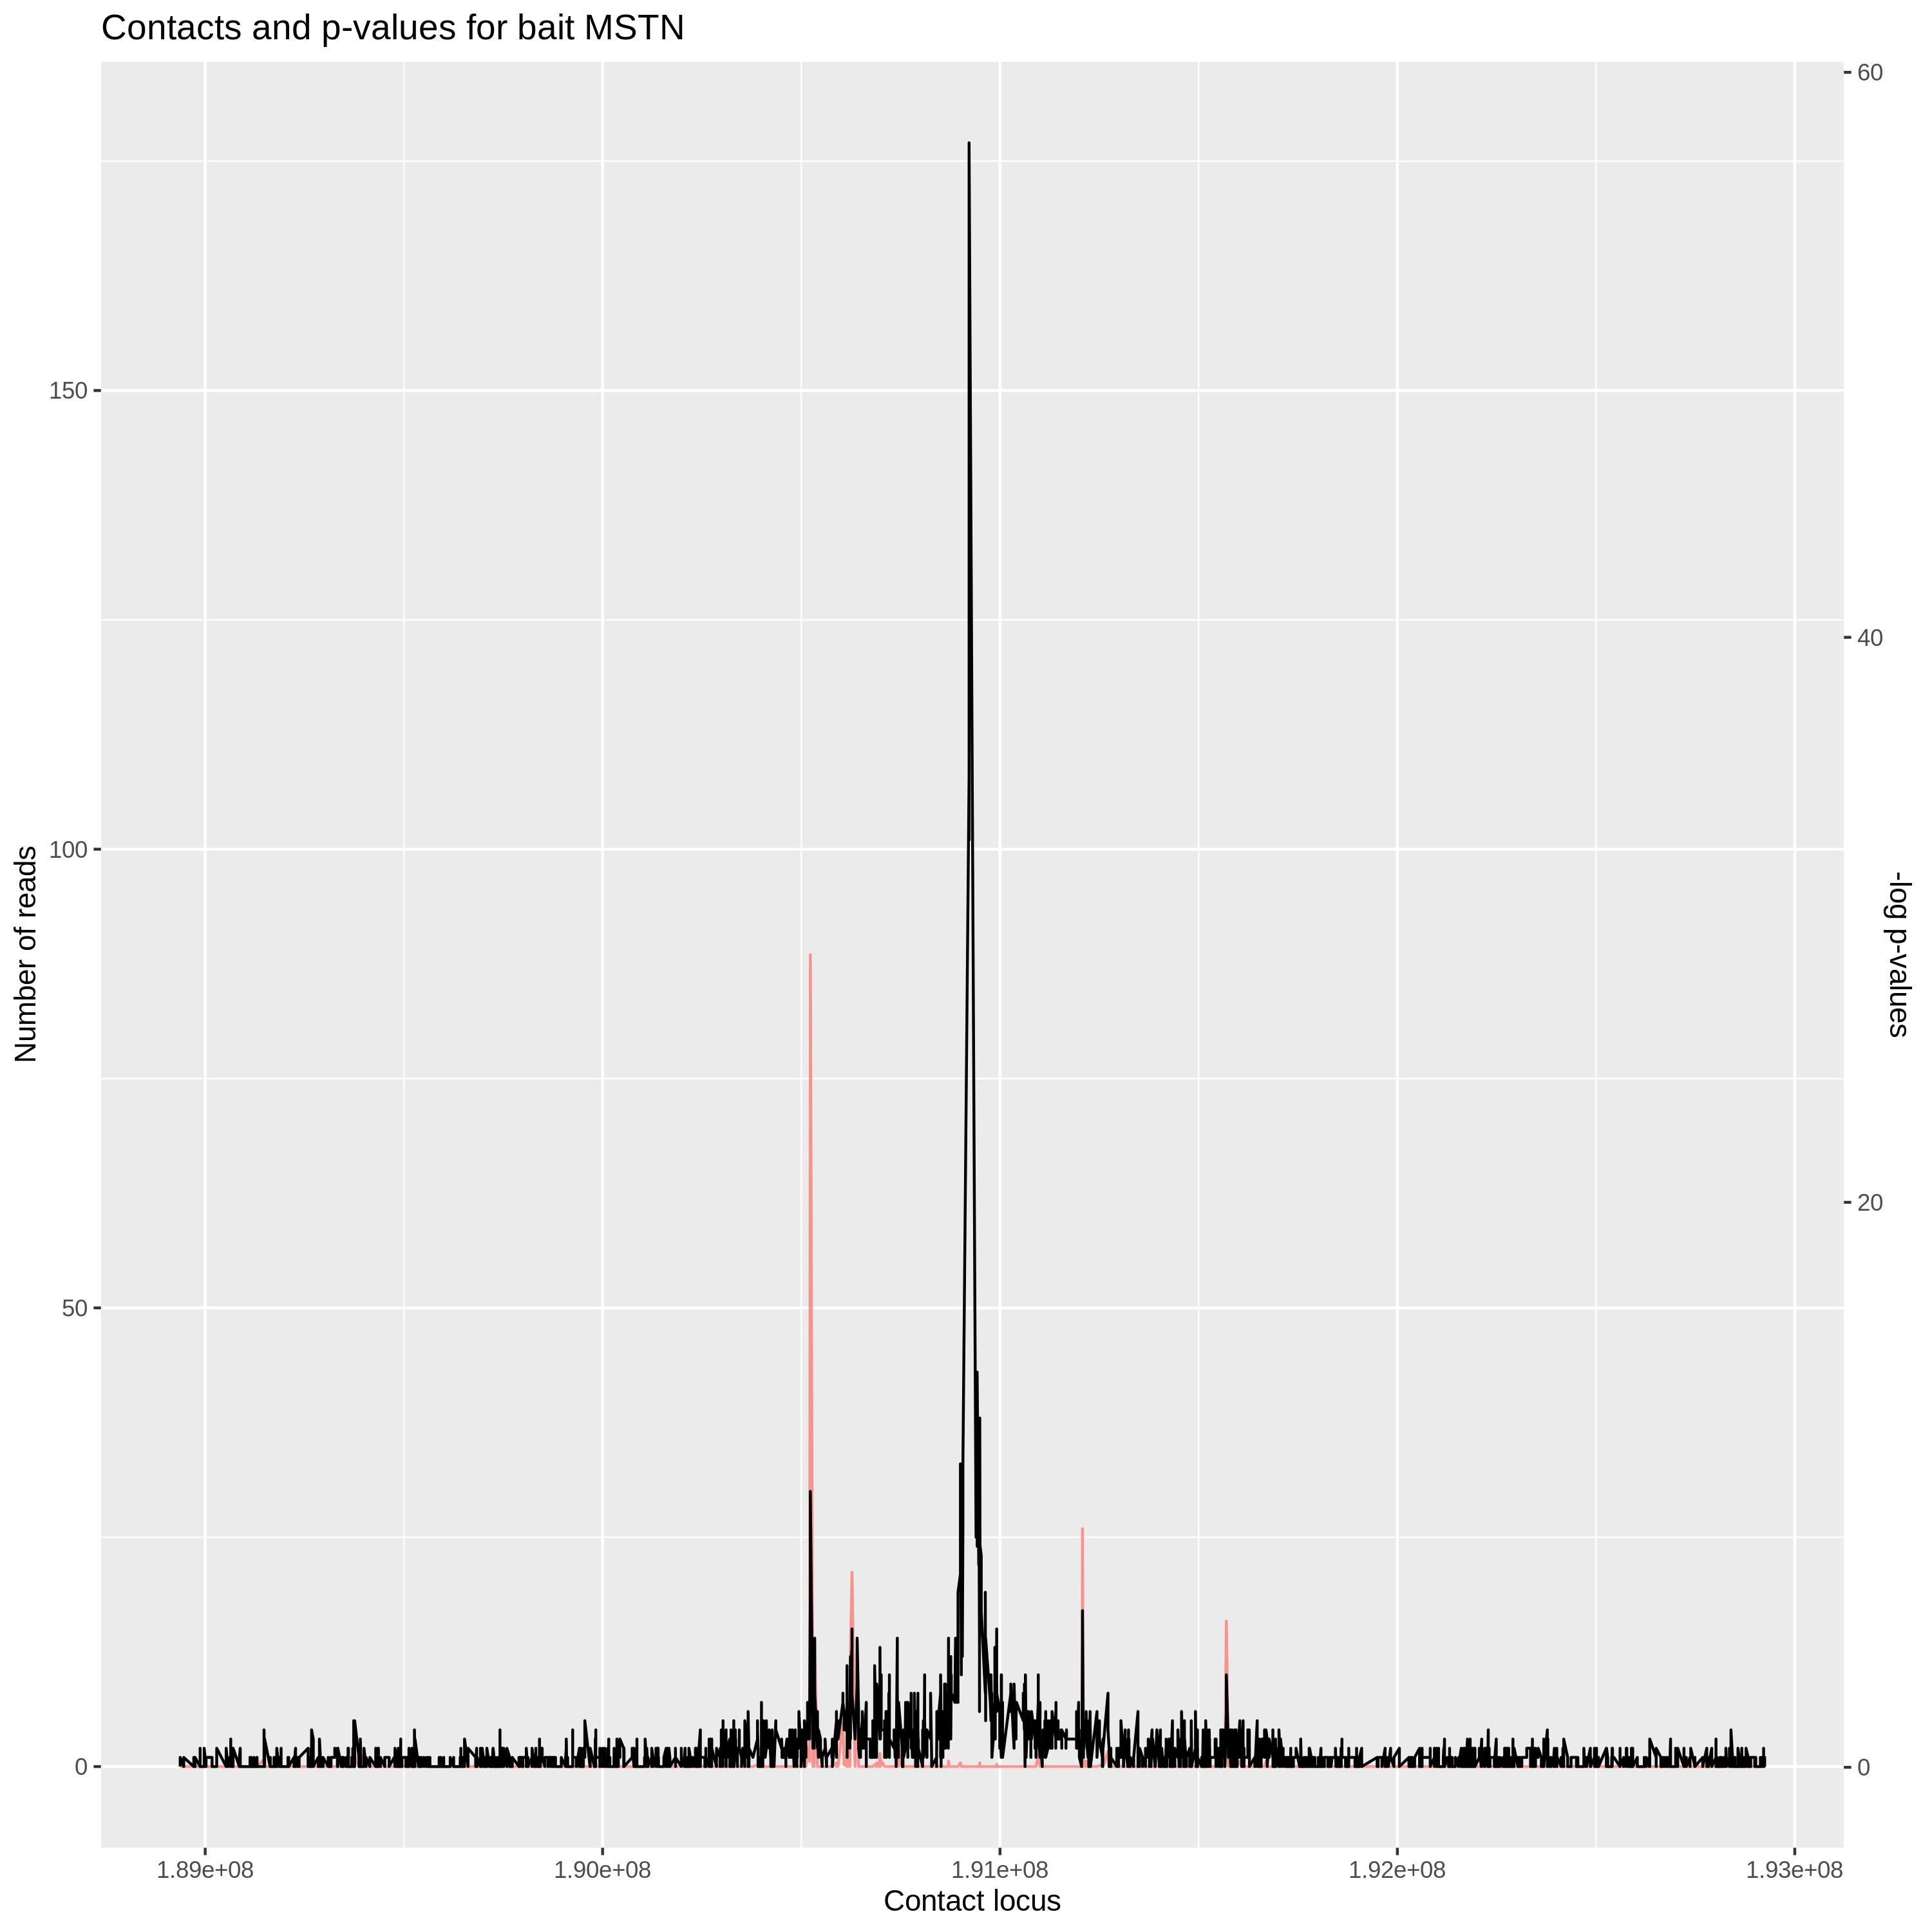 Contacts and p-values for bait MSTN
Number of reads
150
100
50
0
60
40
20
0
-log p-values
1.89e+08
1.90e+08
1.91e+08
1.92e+08
1.93e+08
Contact locus